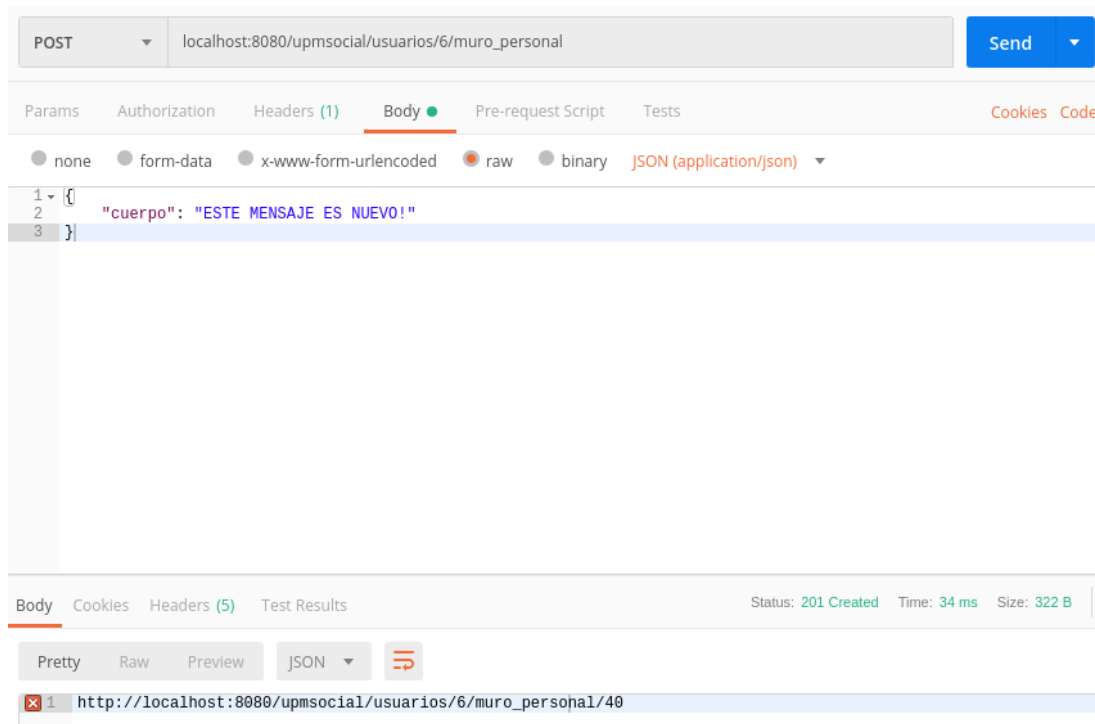 POST localhost:8080/upmsocial/usuarios/6/muro_personal Send
Params Authorization Headers (1) Body Pre-request Script Tests Cookies Code
none form-data x-www-form-urlencoded raw binary JSON (application/json)
1 {
2 "cuerpo": "ESTE MENSAJE ES NUEVO!"
3 }
Body Cookies Headers (5) Test Results Status: 201 Created Time: 34 ms Size: 322 B
Pretty Raw Preview JSON
1 http://localhost:8080/upmsocial/usuarios/6/muro_personal/40